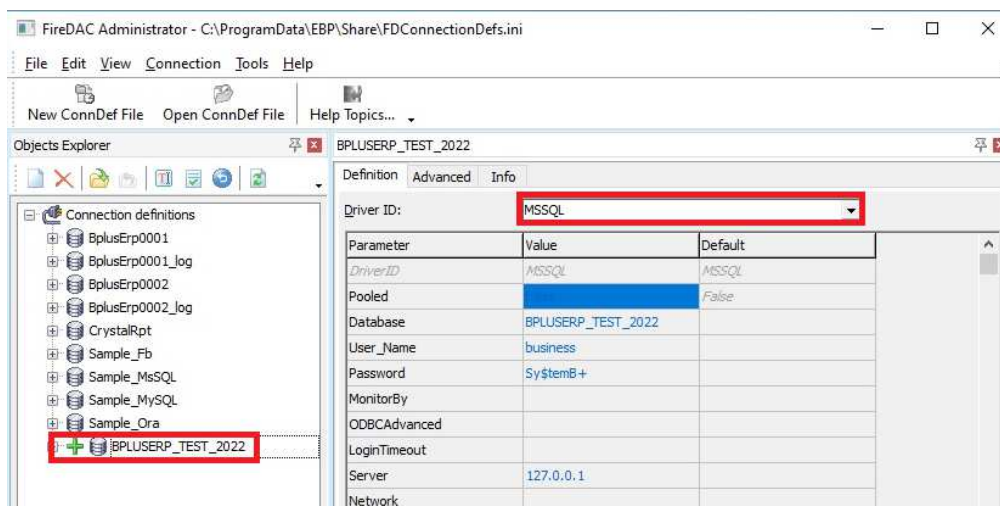 FireDAC Administrator - C:\ProgramData\EBP\Share\FDConnectionDefs.ini
File Edit View Connection Tools Help
New ConnDef File Open ConnDef File Help Topics...
Objects Explorer
BPLUSERP_TEST_2022
Definition Advanced Info
Connection definitions
BplusErp0001
BplusErp0001_log
BplusErp0002
BplusErp0002_log
CrystalRpt
Sample_Fb
Sample_MsSQL
Sample_MySQL
Sample_Ora
BPLUSERP_TEST_2022
Driver ID: MSSQL
Parameter Value Default
DriverID MSSQL MSSQL
Pooled False
Database BPLUSERP_TEST_2022
User_Name business
Password Sy$temB+
MonitorBy
ODBCAdvanced
LoginTimeout
Server 127.0.0.1
Network